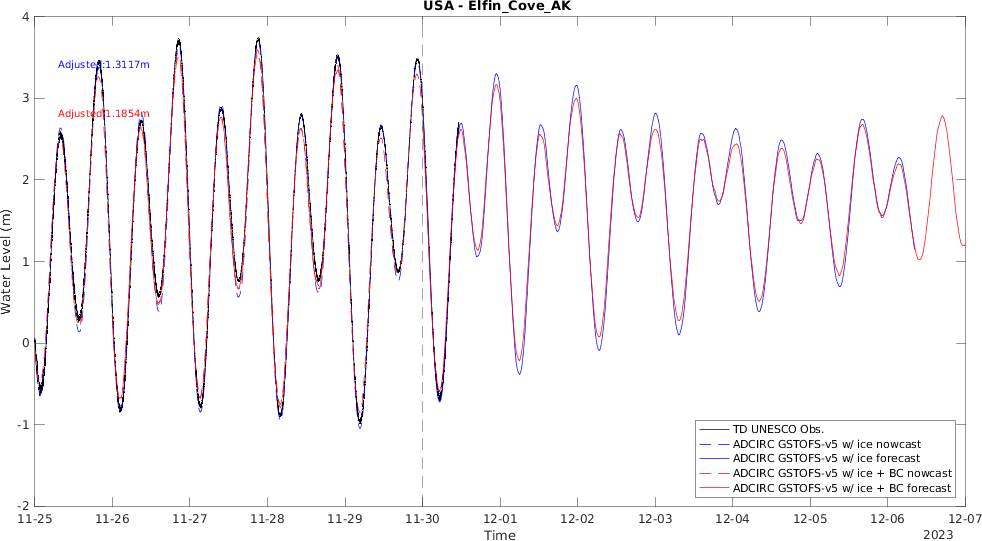 USA - Elfin_Cove_AK
4
3
2
1
0
-1
-2
Water Level (m)
Adjusted:1.3117m
Adjusted:1.1854m
TD UNESCO Obs.
ADCIRC GSTOFS-v5 w/ ice nowcast
ADCIRC GSTOFS-v5 w/ ice forecast
ADCIRC GSTOFS-v5 w/ ice + BC nowcast
ADCIRC GSTOFS-v5 w/ ice + BC forecast
11-25 11-26 11-27 11-28 11-29 11-30 12-01 12-02 12-03 12-04 12-05 12-06 12-07
Time
2023